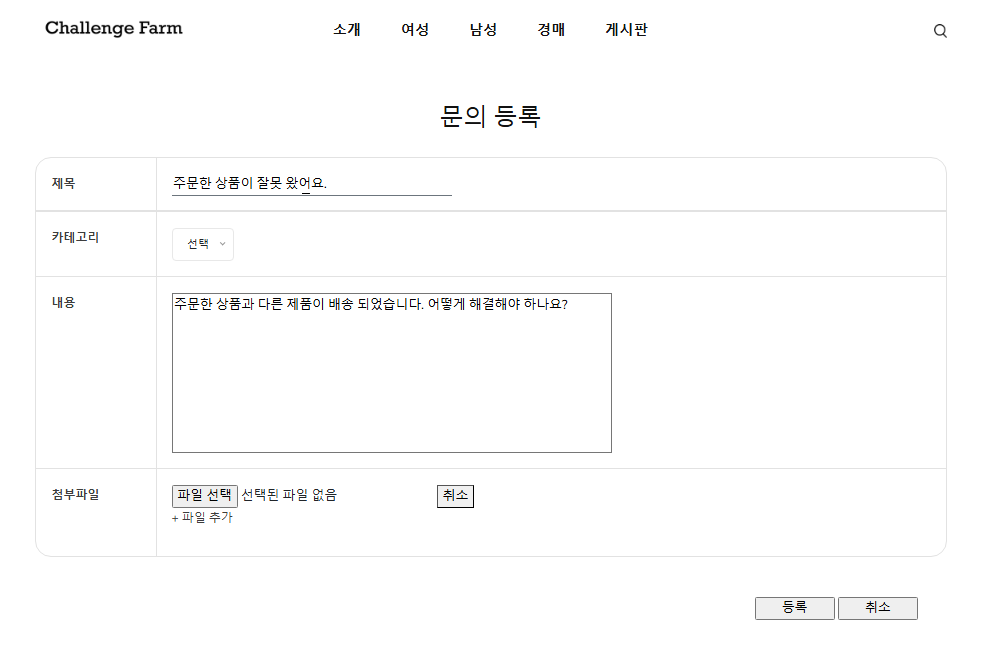 Challenge Farm 소개 여성 남성 경매 게시판
문의 등록
제목 주문한 상품이 잘못 왔어요.
카테고리 선택
내용 주문한 상품과 다른 제품이 배송 되었습니다. 어떻게 해결해야 하나요?
첨부파일 파일 선택 선택된 파일 없음 취소
+ 파일 추가
등록 취소